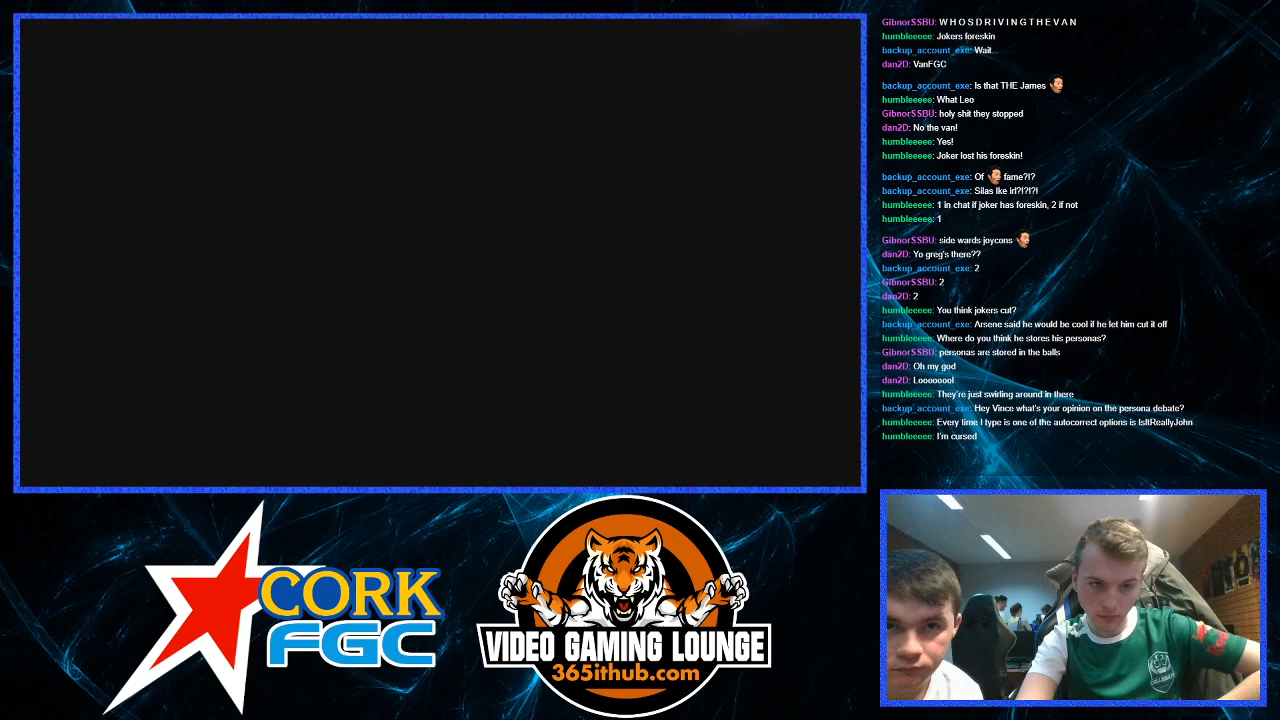 GibnorSSBU: W H O S D R I V I N G T H E V A N
humbleeeee: Jokers foreskin
backup_account_exe: Wait...
dan2D: VanFGC
backup_account_exe: Is that THE James
humbleeeee: What Leo
GibnorSSBU: holy shit they stopped
dan2D: No the van!
humbleeeee: Yes!
humbleeeee: Joker lost his foreskin!
backup_account_exe: Of fame?!?
backup_account_exe: Silas Ike irl?!?!?!
humbleeeee: 1 in chat if joker has foreskin, 2 if not
humbleeeee: 1
GibnorSSBU: side wards joycons
dan2D: Yo greg's there??
backup_account_exe: 2
GibnorSSBU: 2
dan2D: 2
humbleeeee: You think jokers cut?
backup_account_exe: Arsene said he would be cool if he let him cut it off
humbleeeee: Where do you think he stores his personas?
GibnorSSBU: personas are stored in the balls
dan2D: Oh my god
dan2D: Looooool
humbleeeee: They're just swirling around in there
backup_account_exe: Hey Vince what's your opinion on the persona debate?
humbleeeee: Every time I type is one of the autocorrect options is IsItReallyJohn
humbleeeee: I'm cursed
CORK
FGC
VIDEO GAMING LOUNGE
365ithub.com